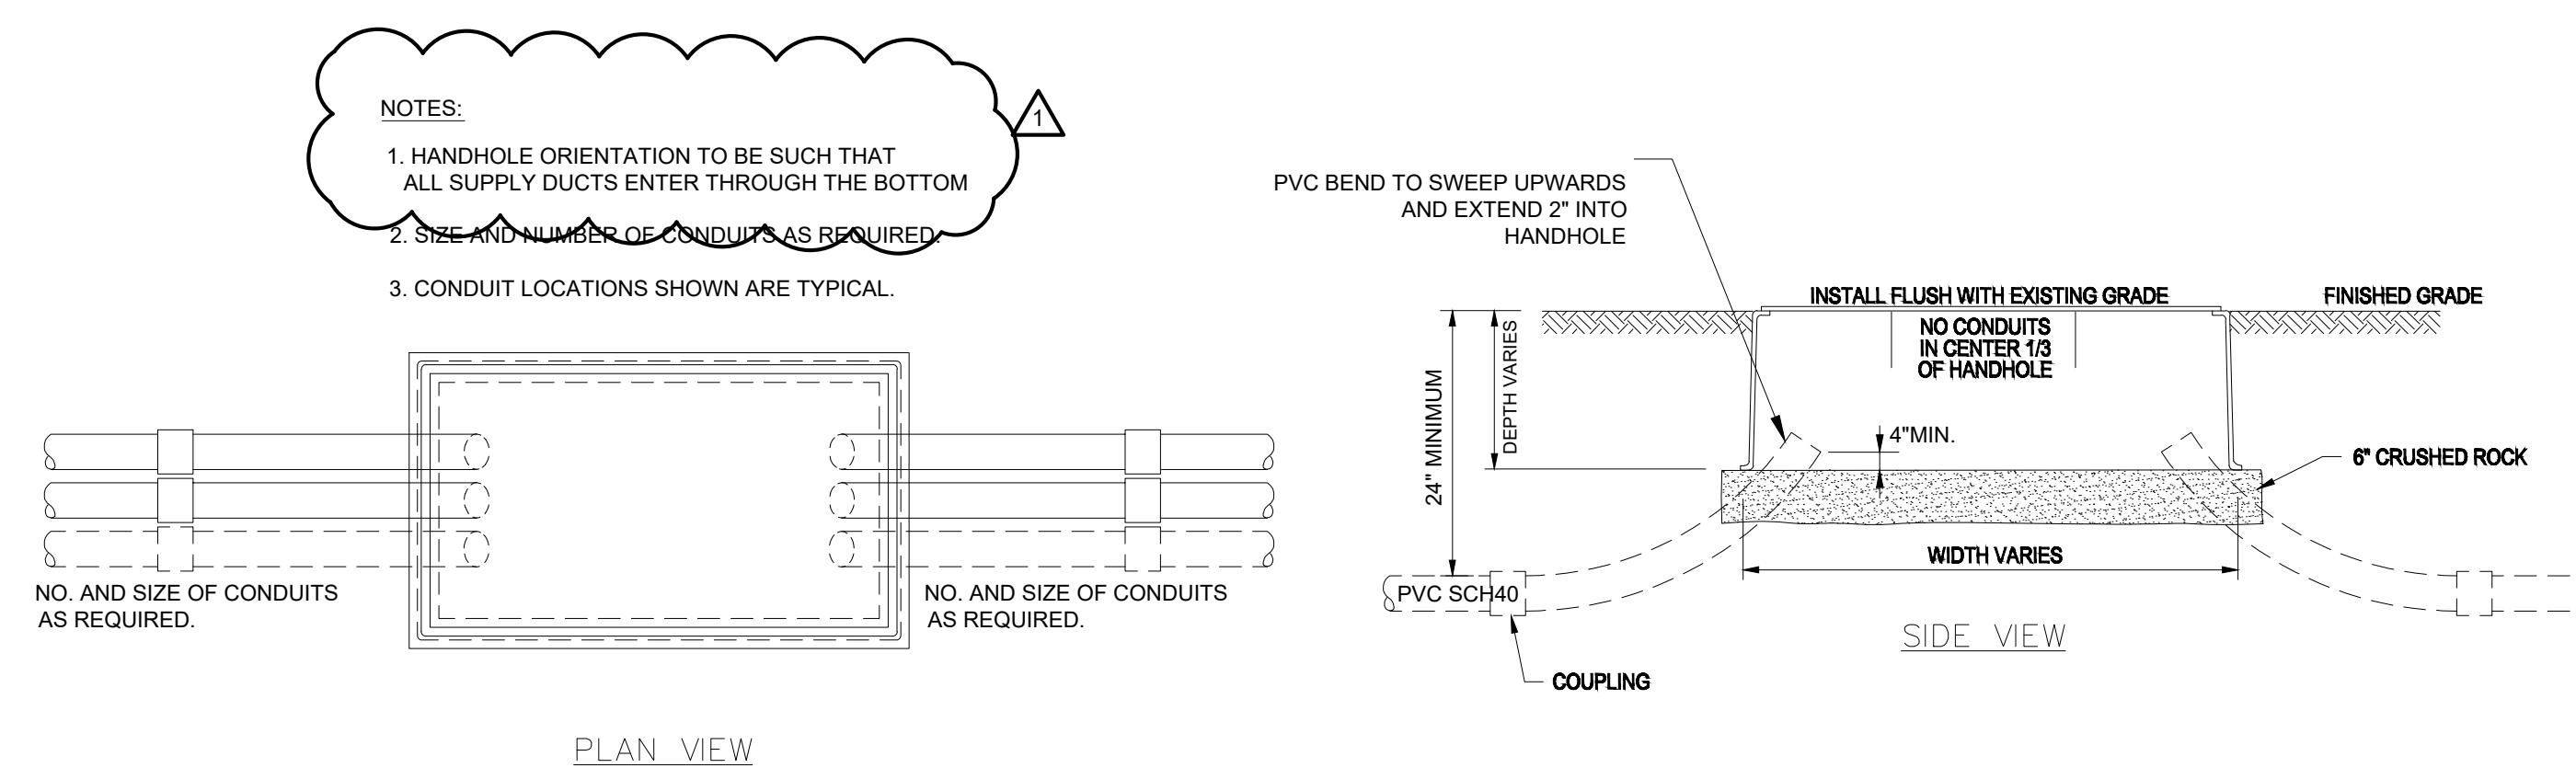 NOTES:
1. HANDHOLE ORIENTATION TO BE SUCH THAT
ALL SUPPLY DUCTS ENTER THROUGH THE BOTTOM
2. SIZE AND NUMBER OF CONDUITS AS REQUIRED.
3. CONDUIT LOCATIONS SHOWN ARE TYPICAL.
1
NO. AND SIZE OF CONDUITS
AS REQUIRED.
NO. AND SIZE OF CONDUITS
AS REQUIRED.
PLAN VIEW
PVC BEND TO SWEEP UPWARDS
AND EXTEND 2" INTO
HANDHOLE
INSTALL FLUSH WITH EXISTING GRADE
FINISHED GRADE
NO CONDUITS
IN CENTER 1/3
OF HANDHOLE
24" MINIMUM
DEPTH VARIES
4"MIN.
6" CRUSHED ROCK
WIDTH VARIES
PVC SCH40
COUPLING
SIDE VIEW